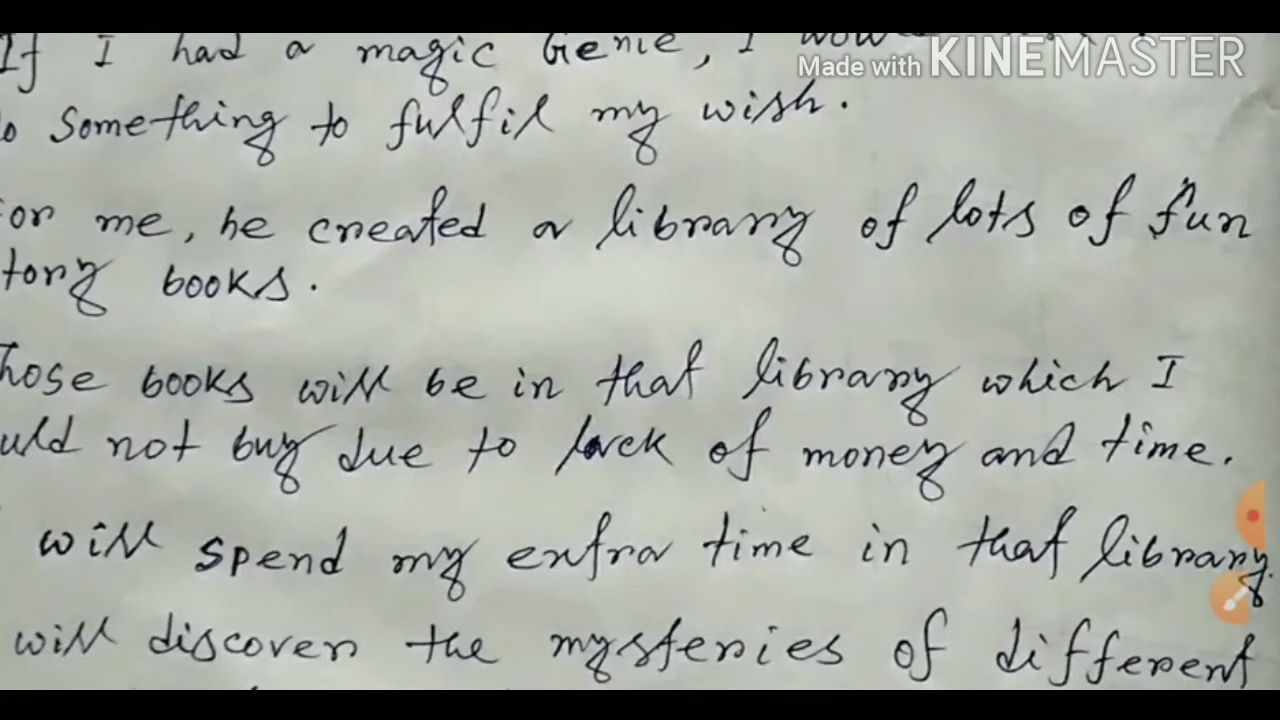 If I had a magic Genie, I
Made with KINEMASTER
something to fulfil my wish.
me, he created a library of lots of fun
books.
books will be in that library which I
not buy due to lack of money and time.
will spend my extra time in that library
will discover the mysteries of different